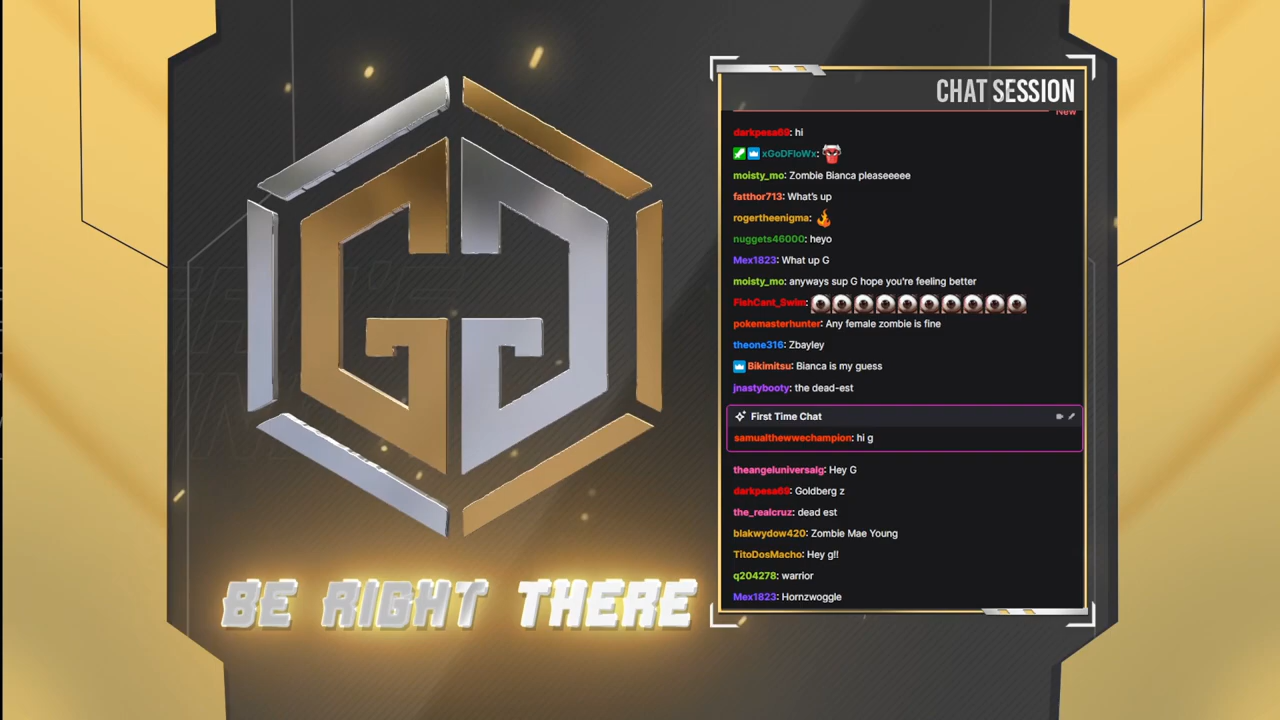 CHAT SESSION
New
darkpesa69: hi
xGoDFloWx:
moisty_mo: Zombie Bianca pleaseeeee
fatthor713: What's up
rogertheenigma:
nuggets46000: heyo
Mex1823: What up G
moisty_mo: anyways sup G hope you're feeling better
FishCant_Swim:
pokemasterhunter: Any female zombie is fine
theone316: Zbayley
Bikimitsu: Bianca is my guess
jnastybooty: the dead-est
First Time Chat
samualthewwechampion: hi g
theangeluniversalg: Hey G
darkpesa69: Goldberg z
the_realcruz: dead est
blakwydow420: Zombie Mae Young
TitoDosMacho: Hey g!!
q204278: warrior
Mex1823: Hornzwoggle
BE RIGHT THERE